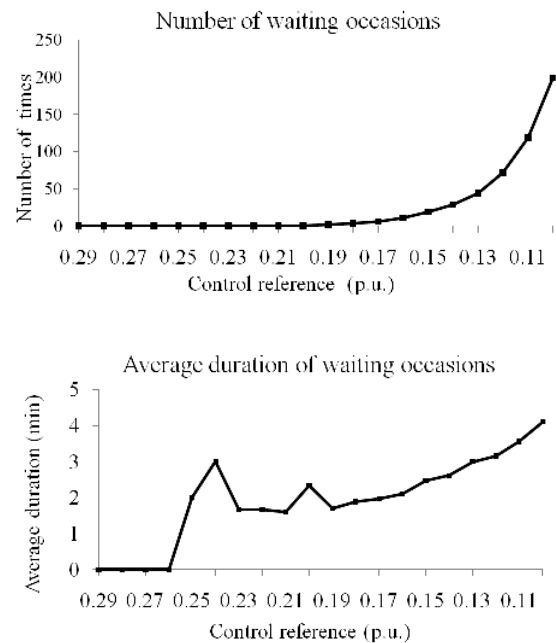 Number of waiting occasions
250
200
150
100
50
0
Number of times
0.29 0.27 0.25 0.23 0.21 0.19 0.17 0.15 0.13 0.11
Control reference (p.u.)
Average duration of waiting occasions
5
4
3
2
1
0
Average duration (min)
0.29 0.27 0.25 0.23 0.21 0.19 0.17 0.15 0.13 0.11
Control reference (p.u.)